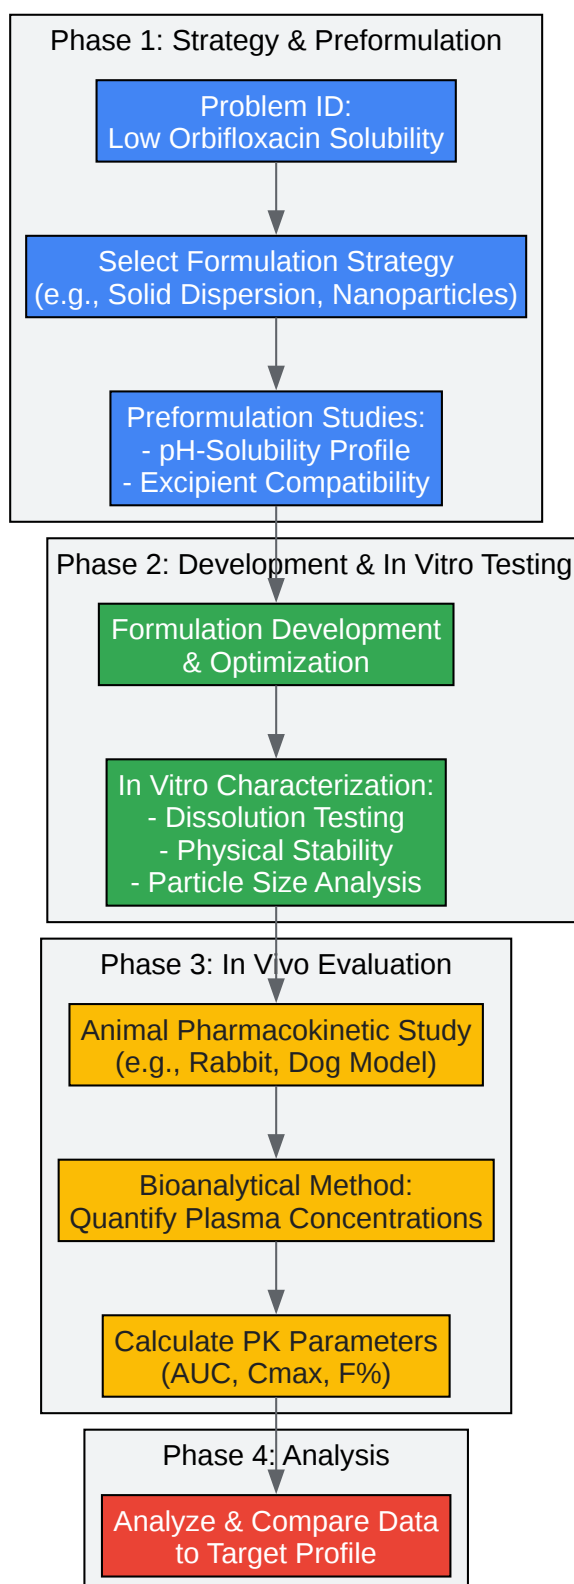 Phase 1: Strategy & Preformulation
Problem ID:
Low Orbifloxacin Solubility
Select Formulation Strategy
(e.g., Solid Dispersion, Nanoparticles)
Preformulation Studies:
- pH-Solubility Profile
- Excipient Compatibility
Phase 2: Development & In Vitro Testing
Formulation Development
& Optimization
In Vitro Characterization:
- Dissolution Testing
- Physical Stability
- Particle Size Analysis
Phase 3: In Vivo Evaluation
Animal Pharmacokinetic Study
(e.g., Rabbit, Dog Model)
Bioanalytical Method:
Quantify Plasma Concentrations
Calculate PK Parameters
(AUC, Cmax, F%)
Phase 4: Analysis
Analyze & Compare Data
to Target Profile